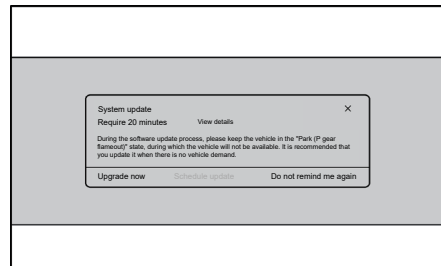 System update ×
Require 20 minutes View details
During the software update process, please keep the vehicle in the "Park (P gear
flameout)" state, during which the vehicle will not be available. It is recommended that
you update it when there is no vehicle demand.
Upgrade now Schedule update Do not remind me again